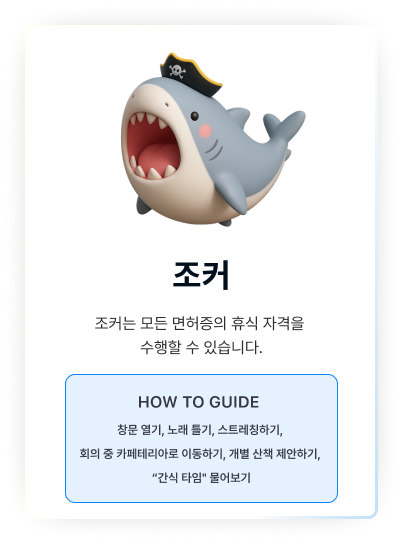 조커
조커는 모든 면허증의 휴식 자격을
수행할 수 있습니다.
HOW TO GUIDE
창문 열기, 노래 틀기, 스트레칭하기,
회의 중 카페테리아로 이동하기, 개별 산책 제안하기,
“간식 타임" 물어보기